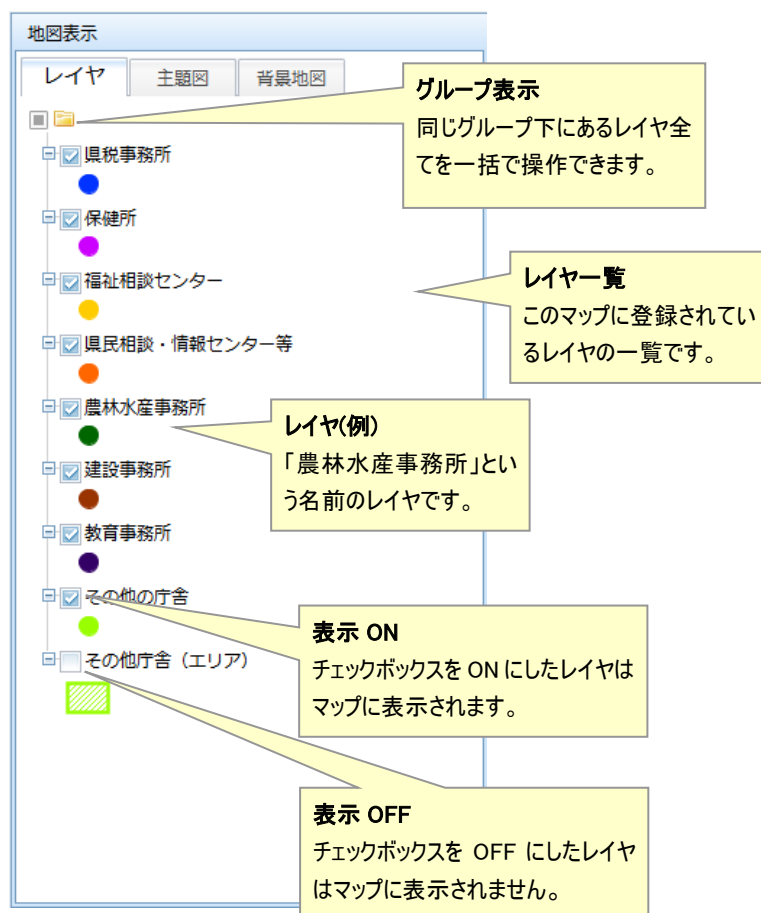 地図表示
レイヤ
主題図
背景地図
グループ表示
同じグループ下にあるレイヤ全
てを一括で操作できます。
県税事務所
保健所
福祉相談センター
レイヤ一覧
このマップに登録されてい
るレイヤの一覧です。
県民相談・情報センター等
農林水産事務所
レイヤ(例)
「農林水産事務所」とい
う名前のレイヤです。
建設事務所
教育事務所
その他の庁舎
表示 ON
チェックボックスを ON にしたレイヤは
マップに表示されます。
その他庁舎（エリア）
表示 OFF
チェックボックスを OFF にしたレイヤ
はマップに表示されません。